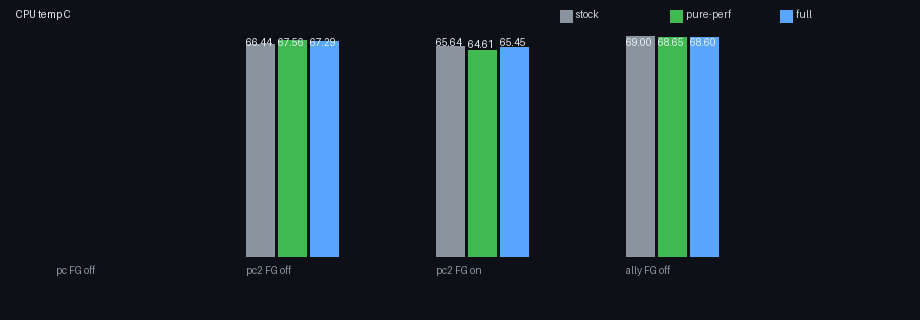 CPU temp C
stock pure-perf full
66.44 67.56 67.29 65.64 64.61 65.45 69.00 68.65 68.60
pc FG off pc2 FG off pc2 FG on ally FG off